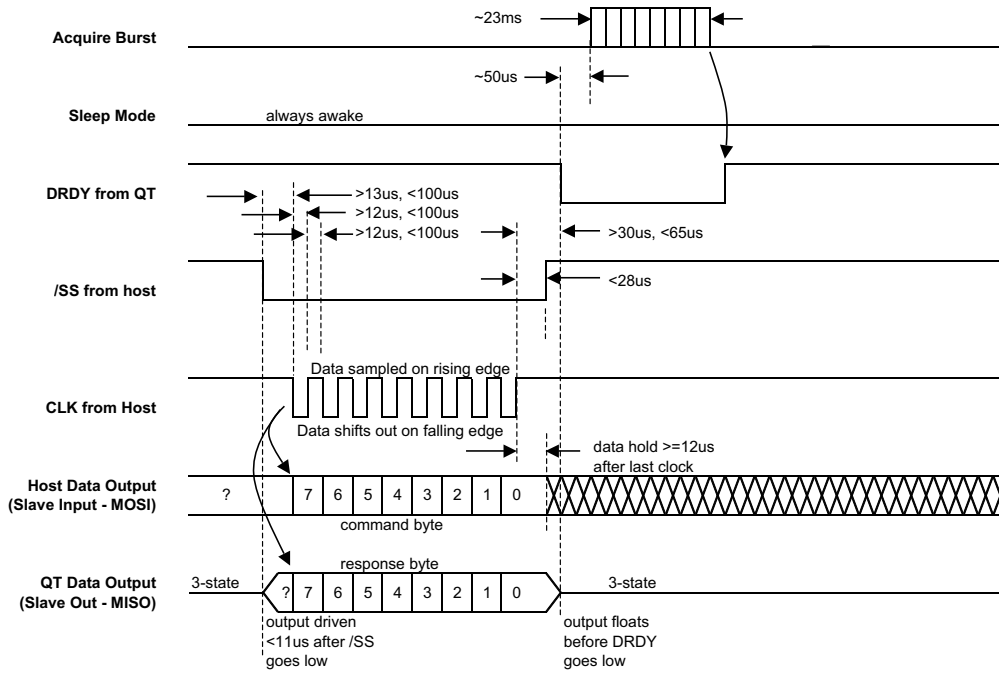 ~23ms
Acquire Burst
~50us
Sleep Mode
always awake
DRDY from QT
>13us, <100us
>12us, <100us
>12us, <100us
>30us, <65us
/SS from host
<28us
Data sampled on rising edge
CLK from Host
Data shifts out on falling edge
data hold >=12us
after last clock
Host Data Output
(Slave Input - MOSI)
? 7 6 5 4 3 2 1 0
command byte
response byte
QT Data Output
(Slave Out - MISO)
3-state ? 7 6 5 4 3 2 1 0 3-state
output driven
<11us after /SS
goes low
output floats
before DRDY
goes low